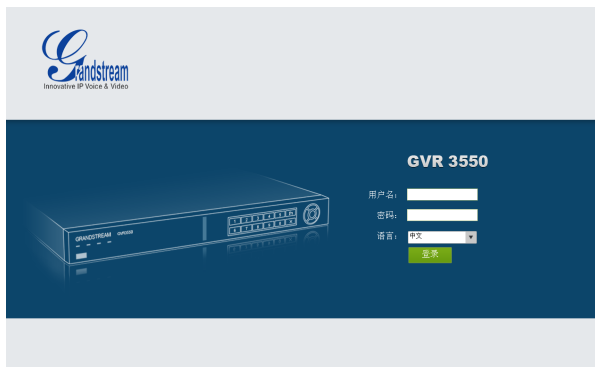 Grandstream
Innovative IP Voice & Video
GVR 3550
用户名:
密码:
语言: 中文
登录
GRANDSTREAM GVR3550